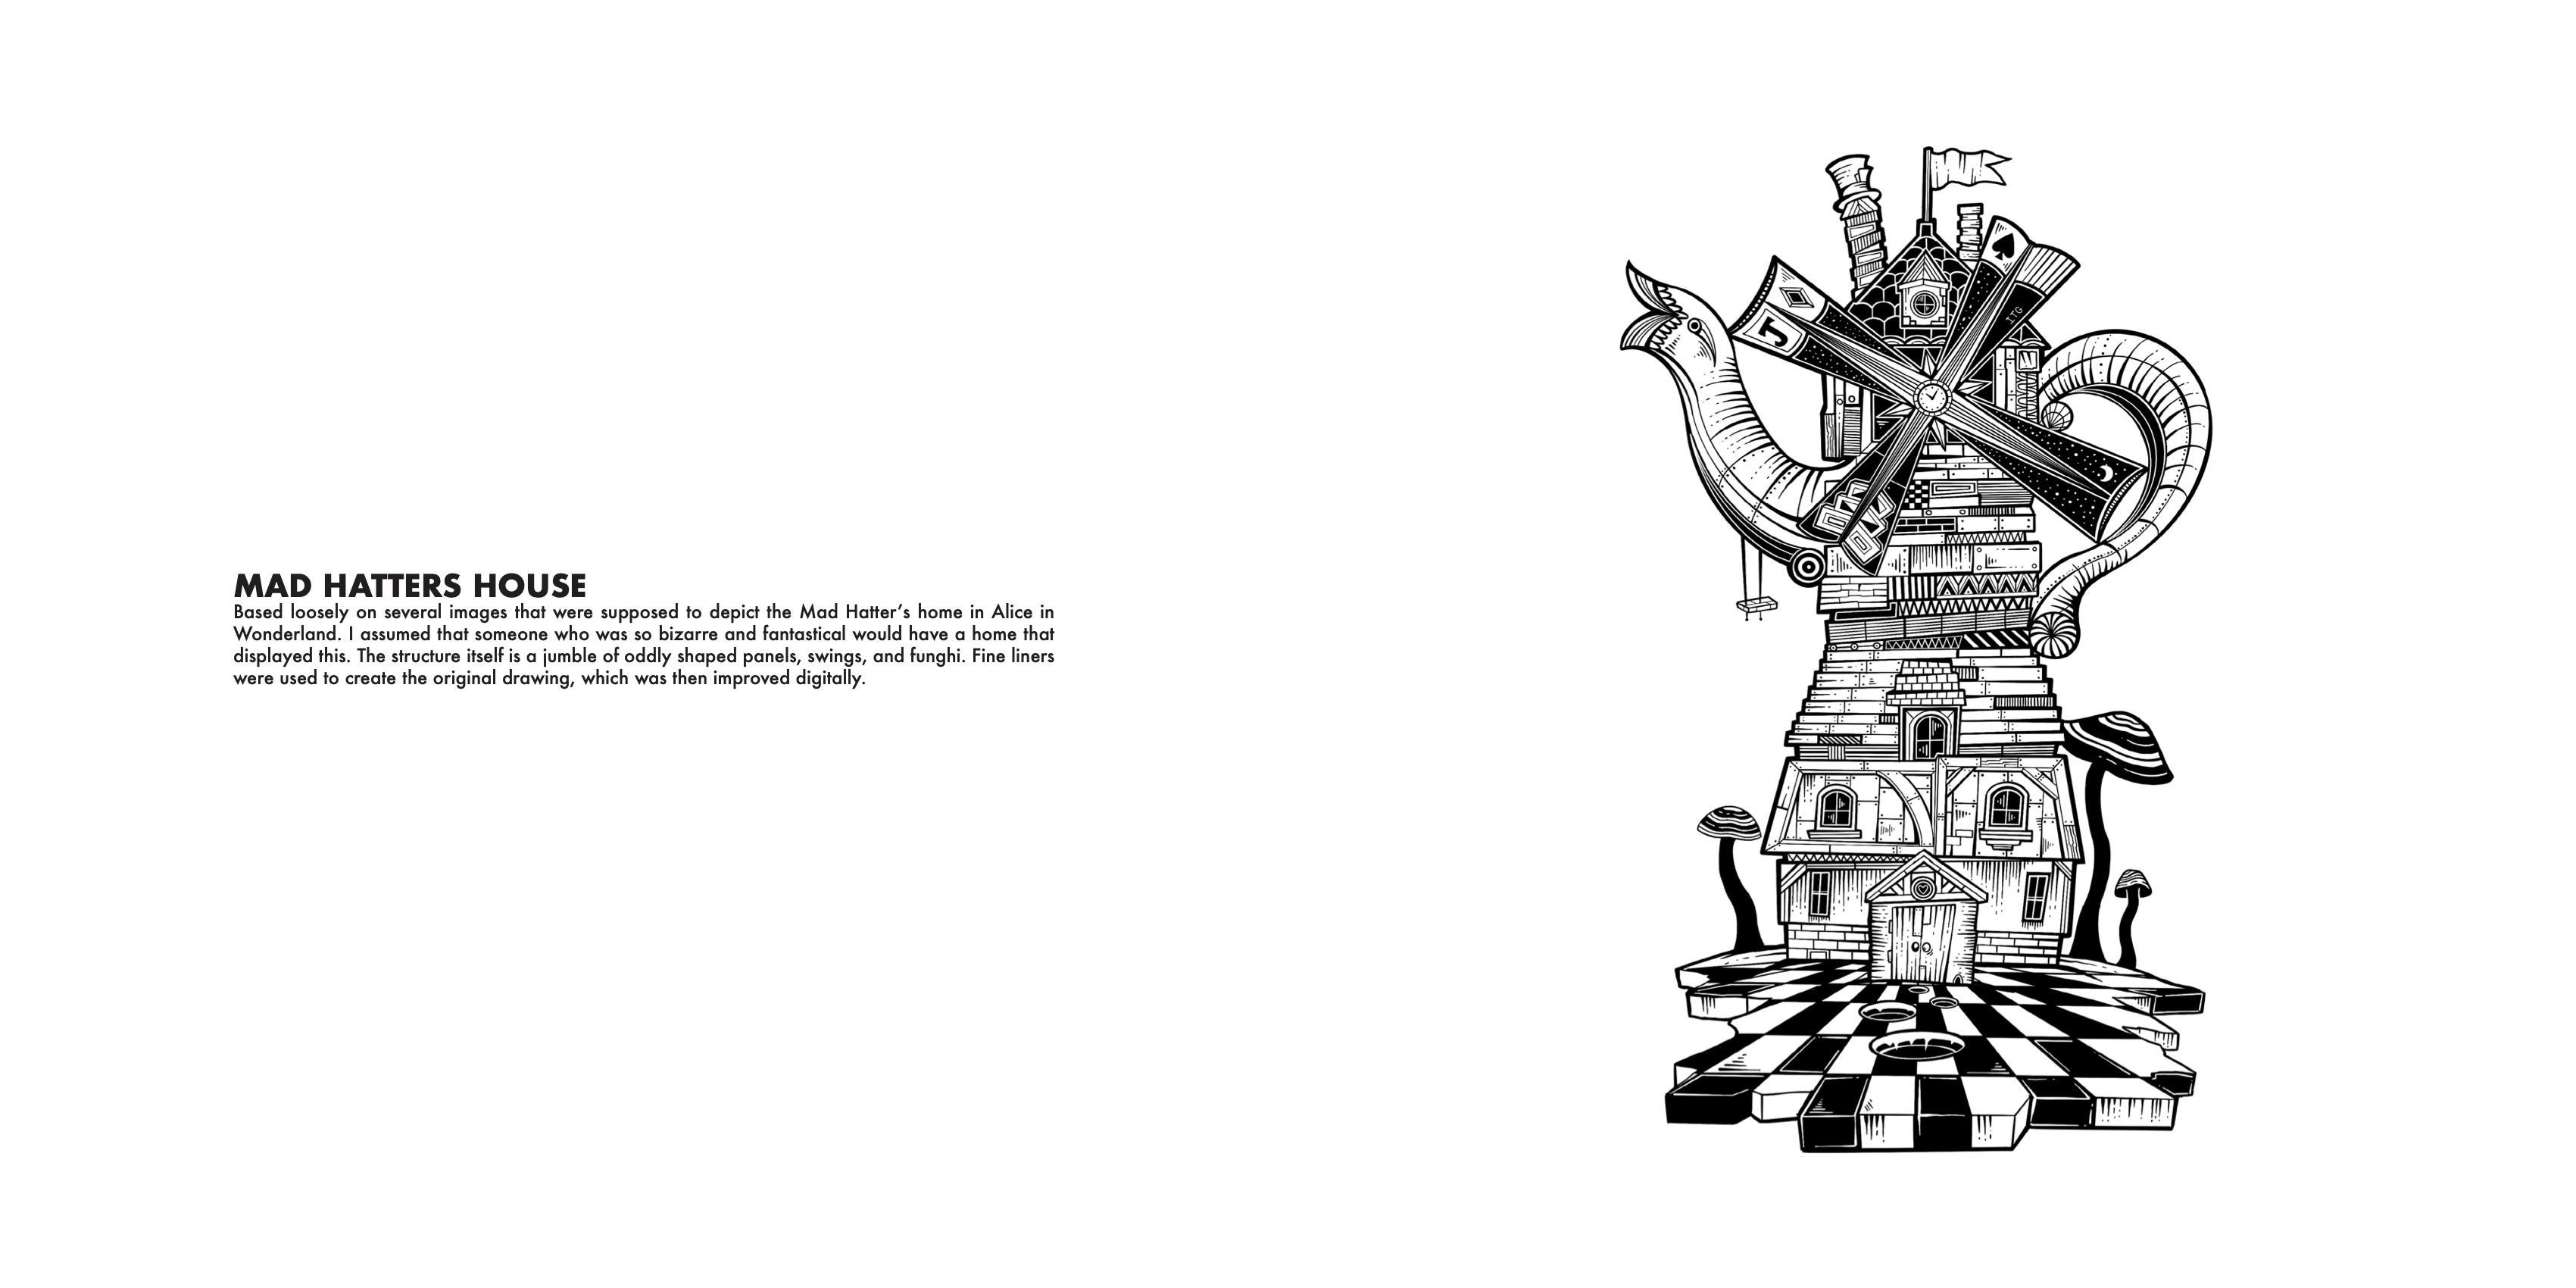 MAD HATTERS HOUSE
Based loosely on several images that were supposed to depict the Mad Hatter’s home in Alice in
Wonderland. I assumed that someone who was so bizarre and fantastical would have a home that
displayed this. The structure itself is a jumble of oddly shaped panels, swings, and funghi. Fine liners
were used to create the original drawing, which was then improved digitally.
J
ITG